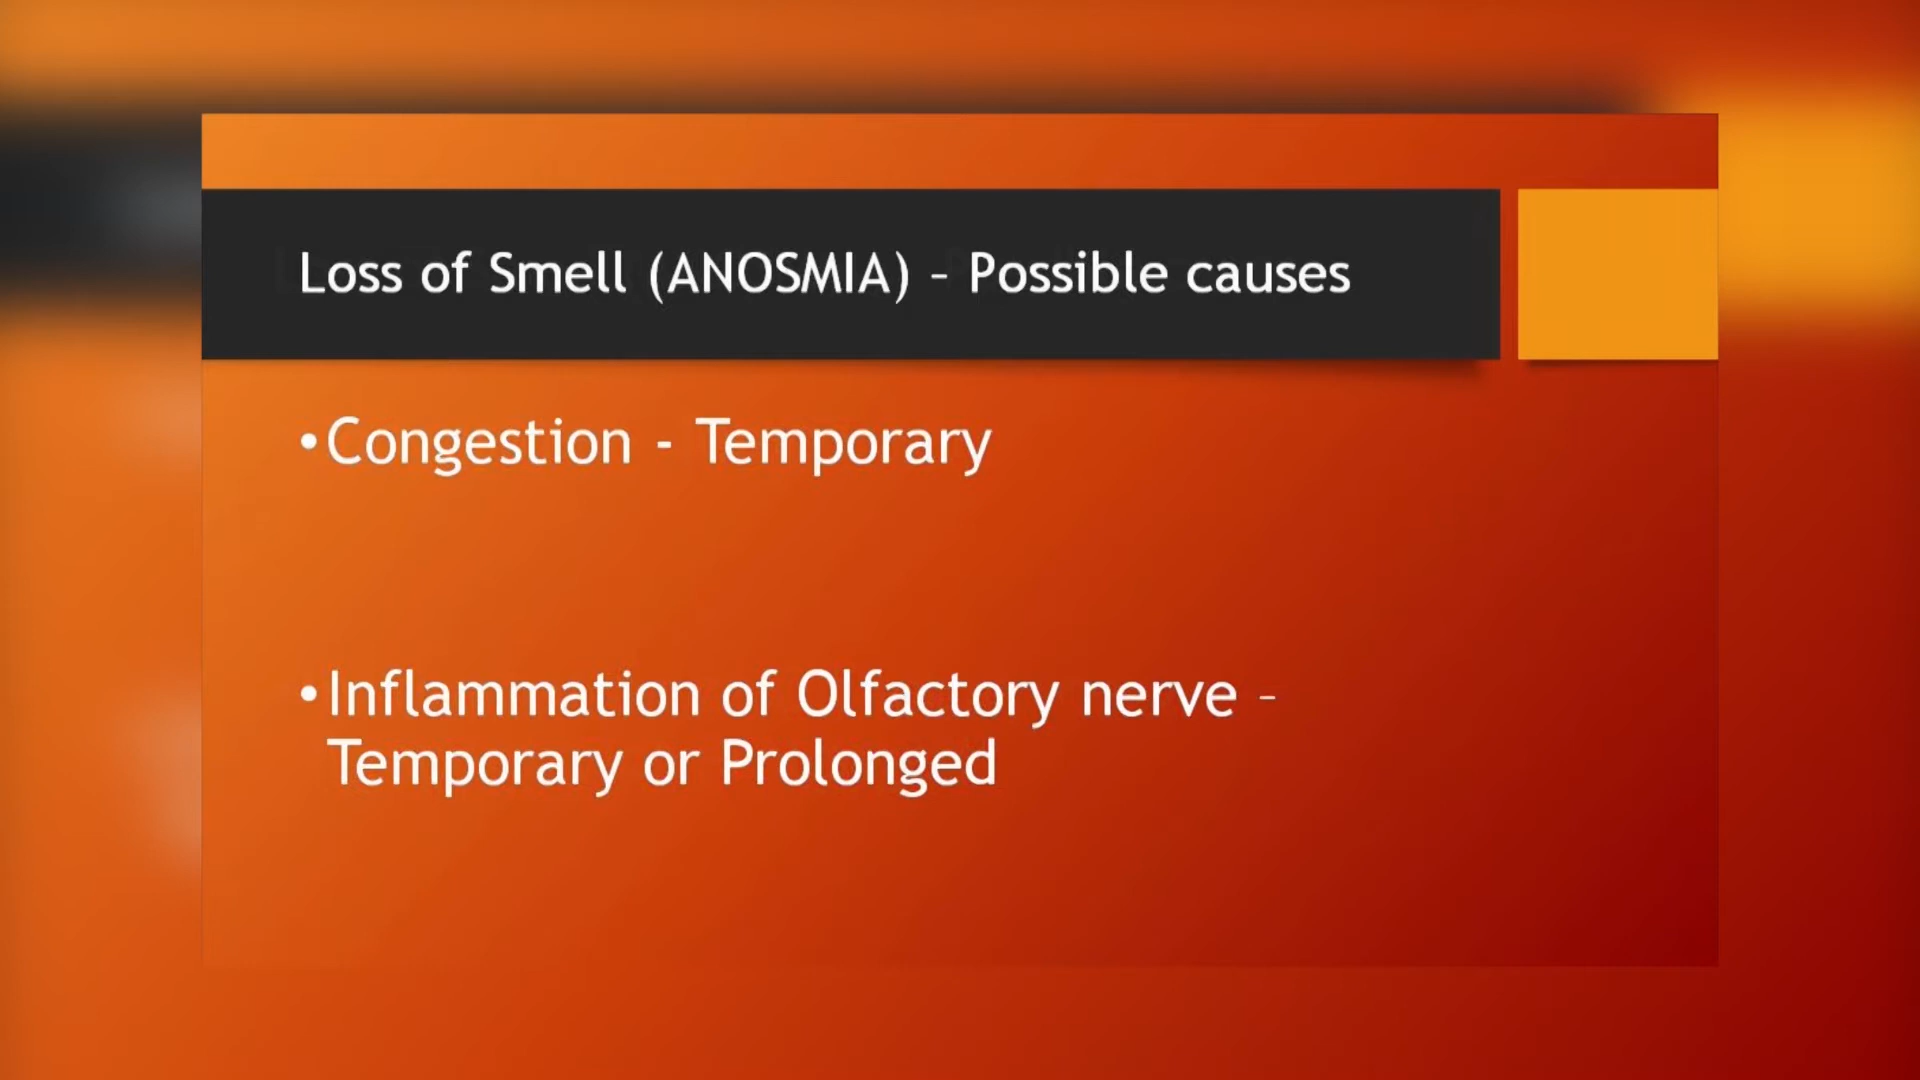 Loss of Smell (ANOSMIA) – Possible causes
•Congestion - Temporary
•Inflammation of Olfactory nerve –
Temporary or Prolonged